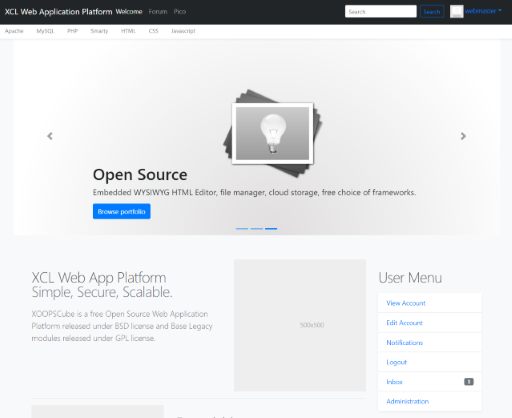 XCL Web Application Platform Welcome Forum Pico Search Search webmaster
Apache MySQL PHP Smarty HTML CSS Javascript
Open Source
Embedded WYSIWYG HTML Editor, file manager, cloud storage, free choice of frameworks.
Browse portfolio
XCL Web App Platform
Simple, Secure, Scalable.
XOOPSCube is a free Open Source Web Application
Platform released under BSD license and Base Legacy
modules released under GPL license.
500x500
User Menu
View Account
Edit Account
Notifications
Logout
Inbox
Administration